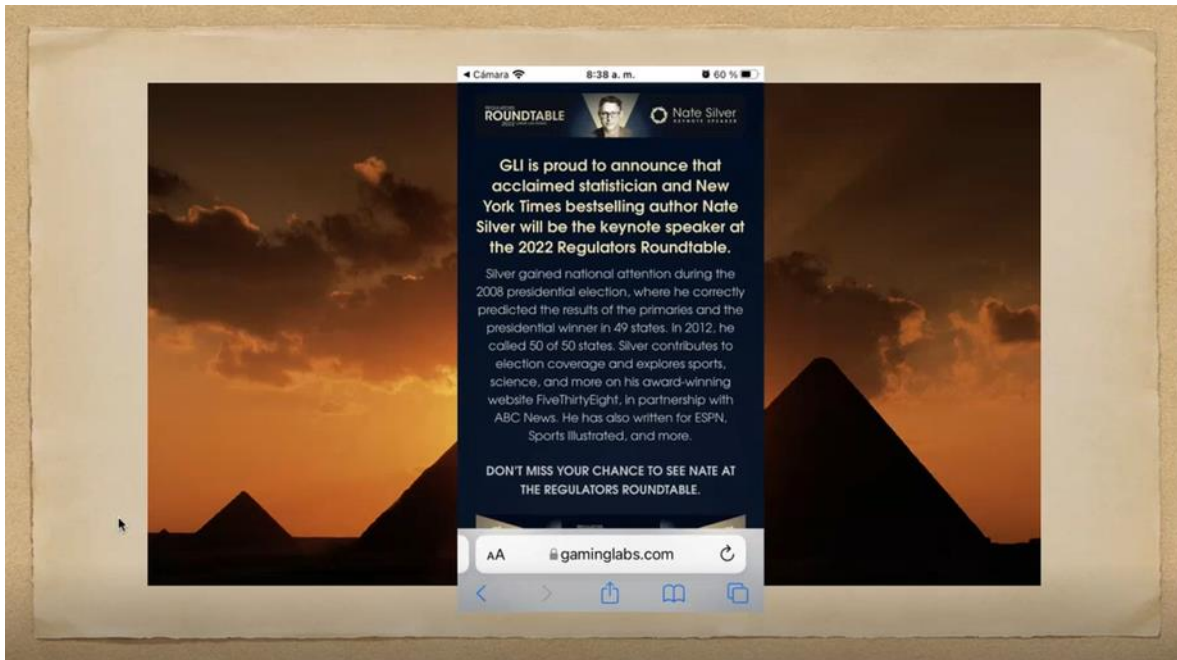 ◄ Cámara
8:38 a. m.
60 %
REGULATORS
ROUNDTABLE
2022
Nate Silver
KEYNOTE SPEAKER
GLI is proud to announce that
acclaimed statistician and New
York Times bestselling author Nate
Silver will be the keynote speaker at
the 2022 Regulators Roundtable.
Silver gained national attention during the
2008 presidential election, where he correctly
predicted the results of the primaries and the
presidential winner in 49 states. In 2012, he
called 50 of 50 states. Silver contributes to
election coverage and explores sports,
science, and more on his award-winning
website FiveThirtyEight, in partnership with
ABC News. He has also written for ESPN,
Sports Illustrated, and more.
DON'T MISS YOUR CHANCE TO SEE NATE AT
THE REGULATORS ROUNDTABLE.
AA
gaminglabs.com